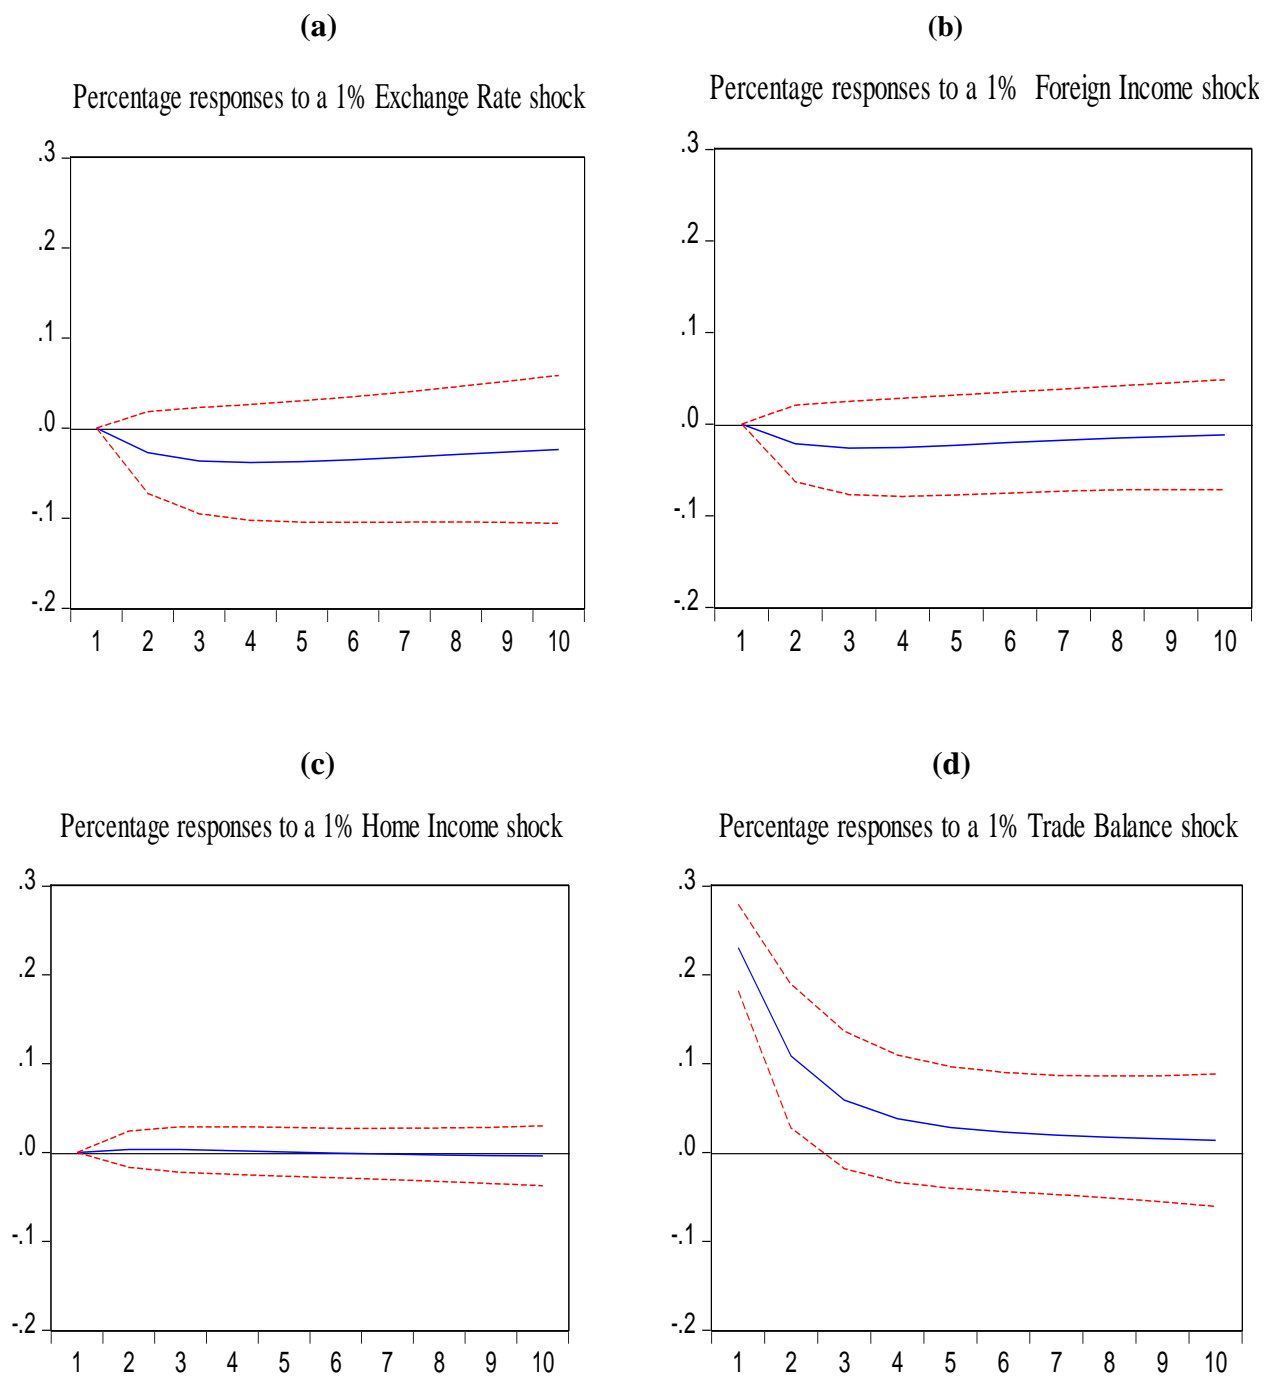 (a)
Percentage responses to a 1% Exchange Rate shock
.3
.2
.1
.0
-.1
-.2
1 2 3 4 5 6 7 8 9 10
(b)
Percentage responses to a 1% Foreign Income shock
.3
.2
.1
.0
-.1
-.2
1 2 3 4 5 6 7 8 9 10
(c)
Percentage responses to a 1% Home Income shock
.3
.2
.1
.0
-.1
-.2
1 2 3 4 5 6 7 8 9 10
(d)
Percentage responses to a 1% Trade Balance shock
.3
.2
.1
.0
-.1
-.2
1 2 3 4 5 6 7 8 9 10